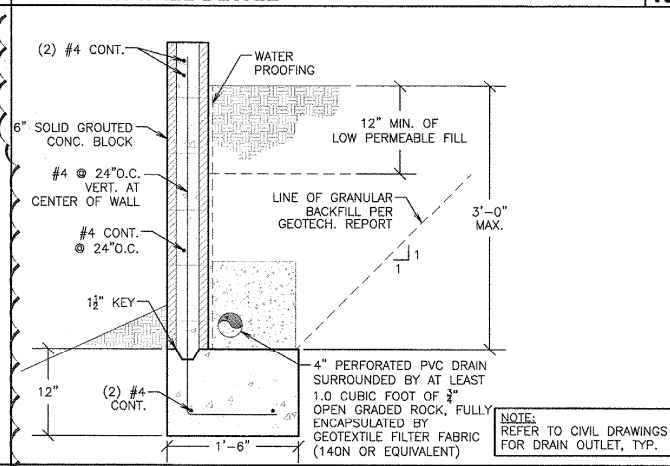 (2) #4 CONT.
WATER
PROOFING
6" SOLID GROUTED
CONC. BLOCK
12" MIN. OF
LOW PERMEABLE FILL
#4 @ 24"O.C.
VERT. AT
CENTER OF WALL
LINE OF GRANULAR
BACKFILL PER
GEOTECH. REPORT
3'-0"
MAX.
#4 CONT.
@ 24"O.C.
1
1
1½" KEY
12"
(2) #4
CONT.
4" PERFORATED PVC DRAIN
SURROUNDED BY AT LEAST
1.0 CUBIC FOOT OF ¾"
OPEN GRADED ROCK, FULLY
ENCAPSULATED BY
GEOTEXTILE FILTER FABRIC
(140N OR EQUIVALENT)
1'-6"
NOTE:
REFER TO CIVIL DRAWINGS
FOR DRAIN OUTLET, TYP.